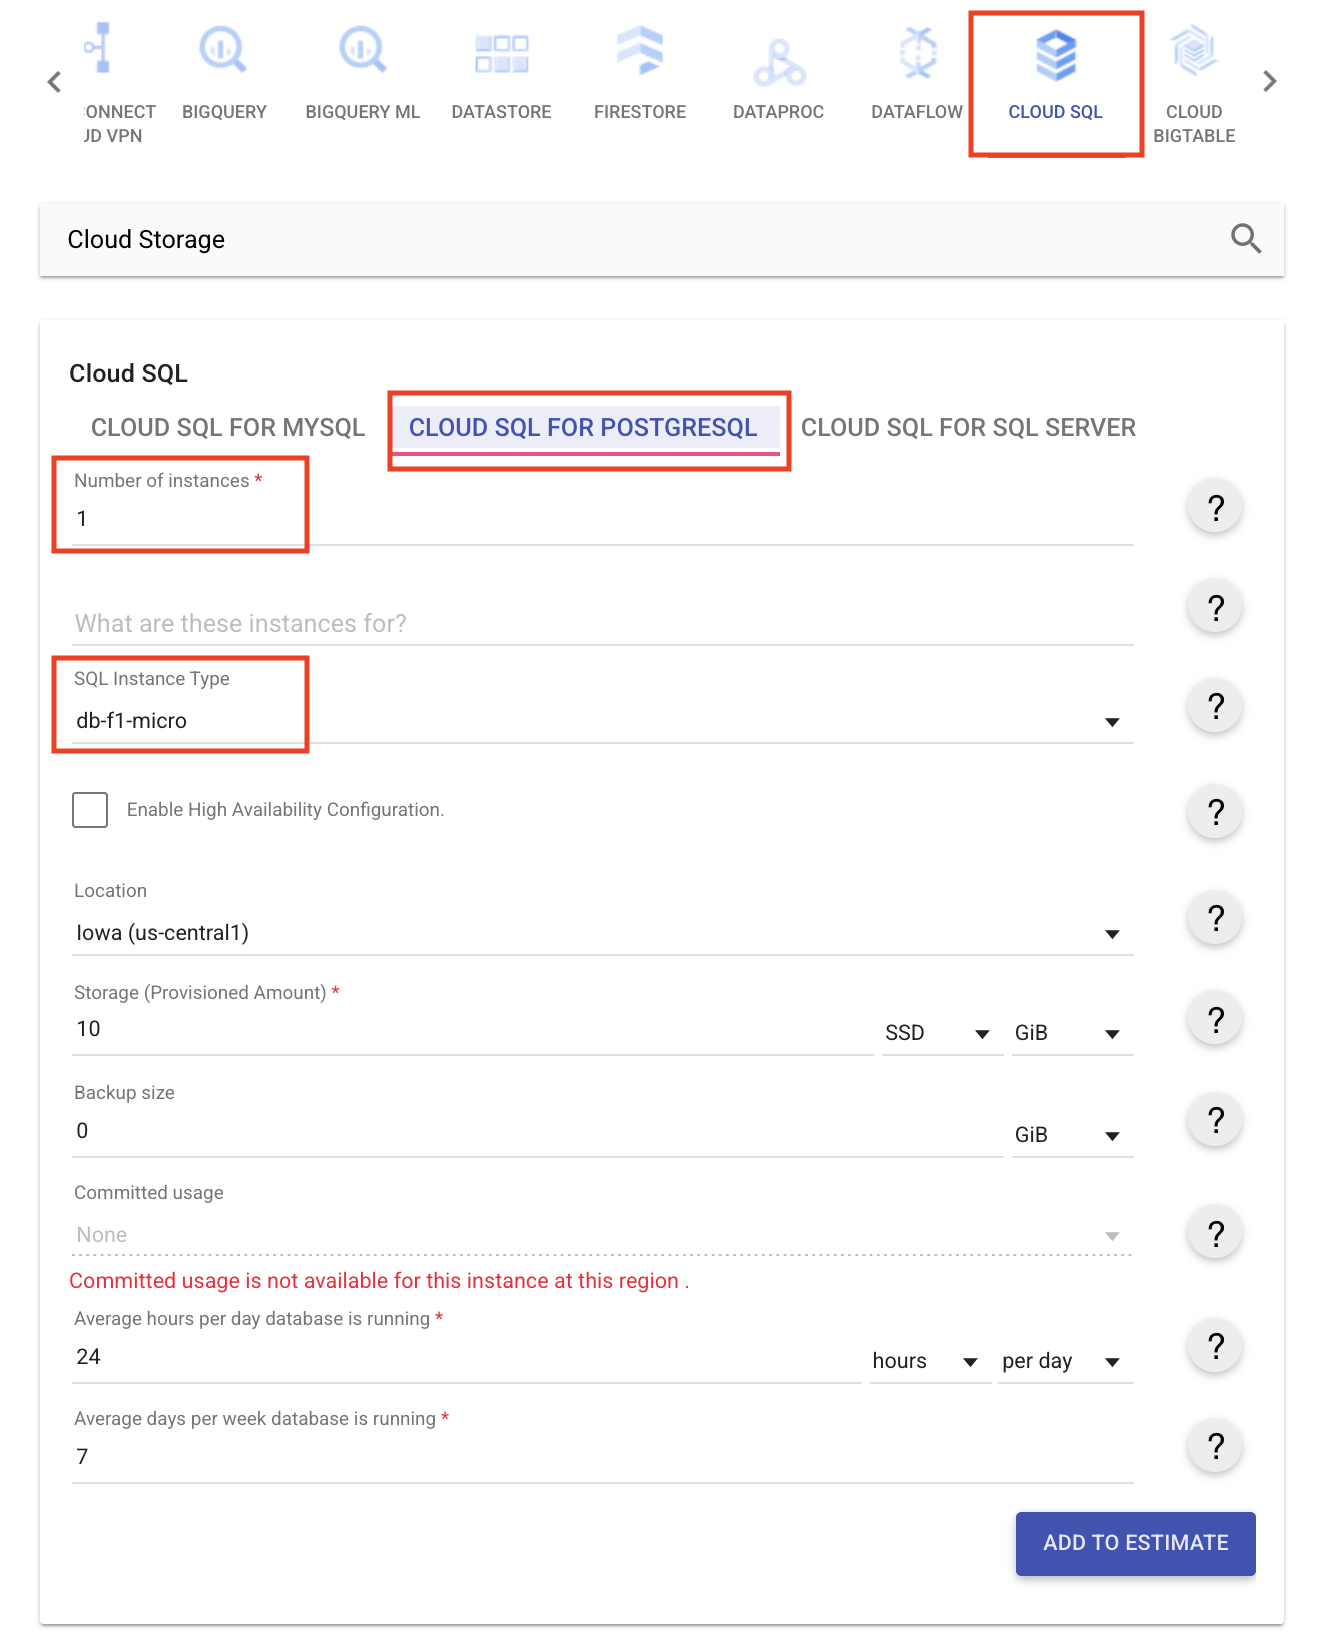 CONNECT
UD VPN
BIGQUERY
BIGQUERY ML
DATASTORE
FIRESTORE
DATAPROC
DATAFLOW
CLOUD SQL
CLOUD
BIGTABLE
Cloud Storage
Cloud SQL
CLOUD SQL FOR MYSQL
CLOUD SQL FOR POSTGRESQL
CLOUD SQL FOR SQL SERVER
Number of instances *
1
?
What are these instances for?
?
SQL Instance Type
db-f1-micro
?
Enable High Availability Configuration.
?
Location
Iowa (us-central1)
?
Storage (Provisioned Amount) *
10
SSD
GiB
?
Backup size
0
GiB
?
Committed usage
None
?
Committed usage is not available for this instance at this region .
Average hours per day database is running *
24
hours
per day
?
Average days per week database is running *
7
?
ADD TO ESTIMATE